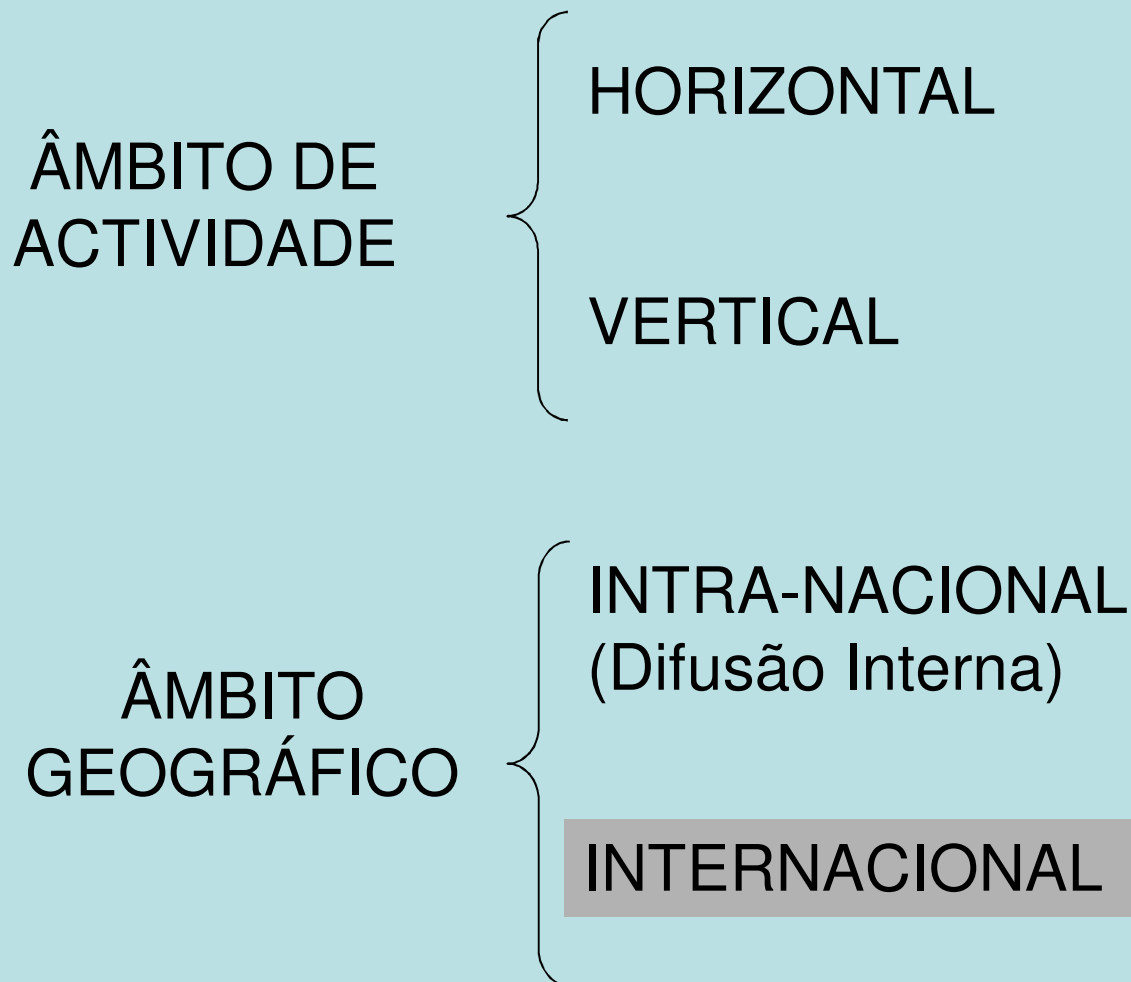 ÂMBITO DE
ACTIVIDADE
HORIZONTAL
VERTICAL
ÂMBITO
GEOGRÁFICO
INTRA-NACIONAL
(Difusão Interna)
INTERNACIONAL